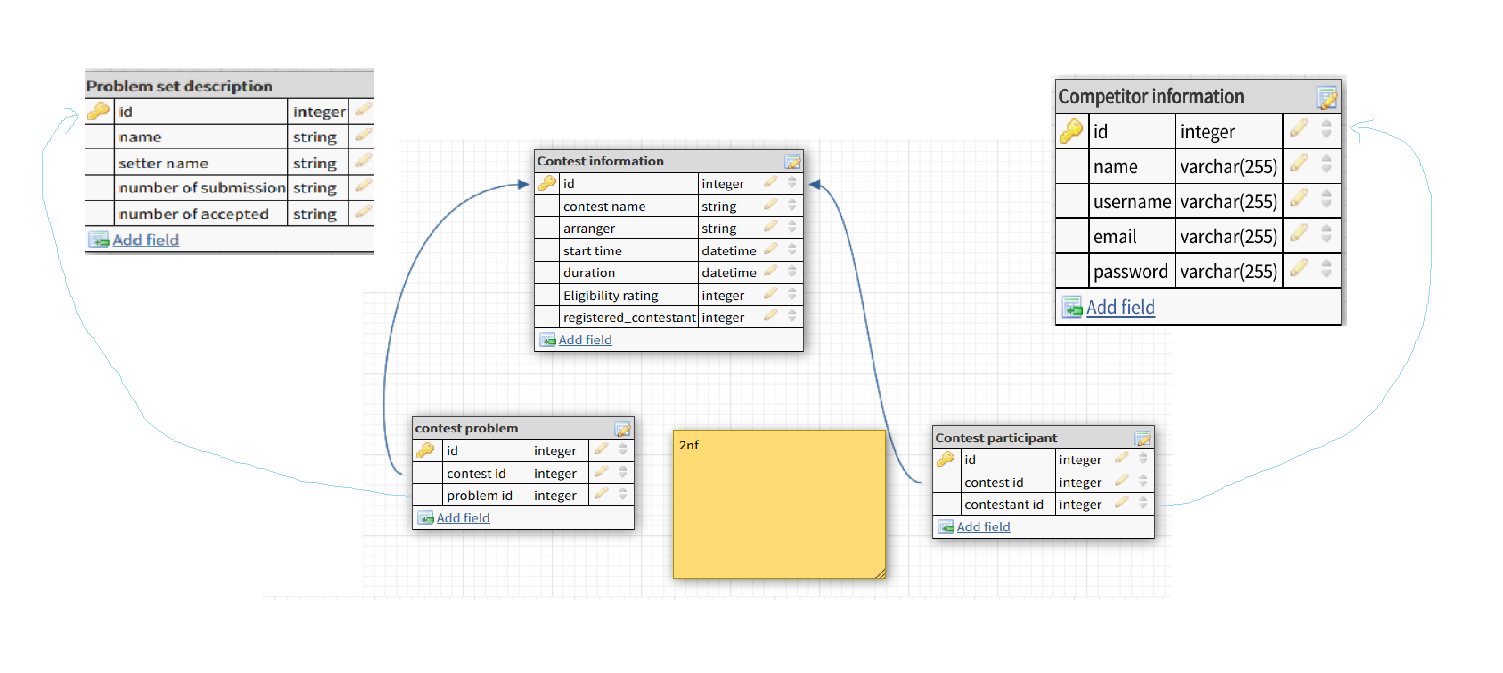 Problem set description
id integer
name string
setter name string
number of submission string
number of accepted string
Add field
Contest information
id integer
contest name string
arranger string
start time datetime
duration datetime
Eligibility rating integer
registered_contestant integer
Add field
Competitor information
id integer
name varchar(255)
username varchar(255)
email varchar(255)
password varchar(255)
Add field
contest problem
id integer
contest id integer
problem id integer
Add field
2nf
Contest participant
id integer
contest id integer
contestant id integer
Add field